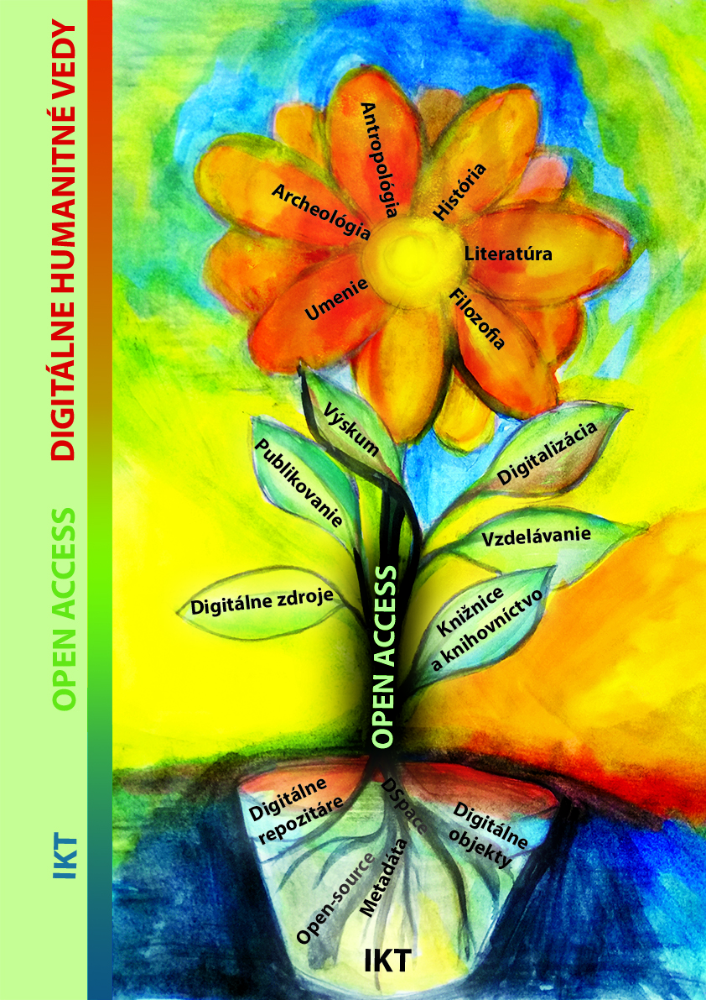 DIGITÁLNE HUMANITNÉ VEDY
OPEN ACCESS
IKT
Antropológia
História
Archeológia
Literatúra
Umenie
Filozofia
Výskum
Digitalizácia
Publikovanie
Vzdelávanie
Digitálne zdroje
Knižnice
a knihovníctvo
OPEN ACCESS
Digitálne
repozitáre
DSpace
Digitálne
objekty
Open-source
Metadáta
IKT